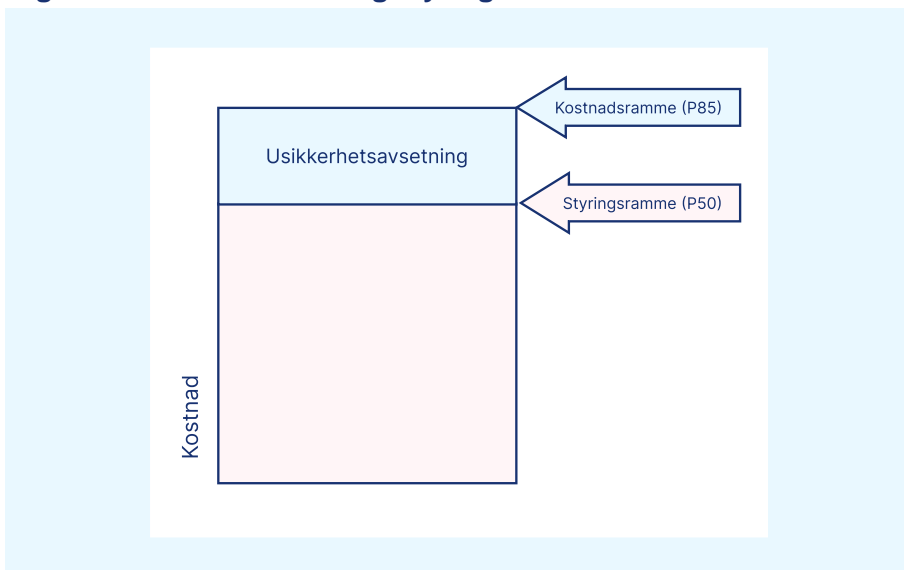 Kostnadsramme (P85)
Usikkerhetsavsetning
Styringsramme (P50)
Kostnad